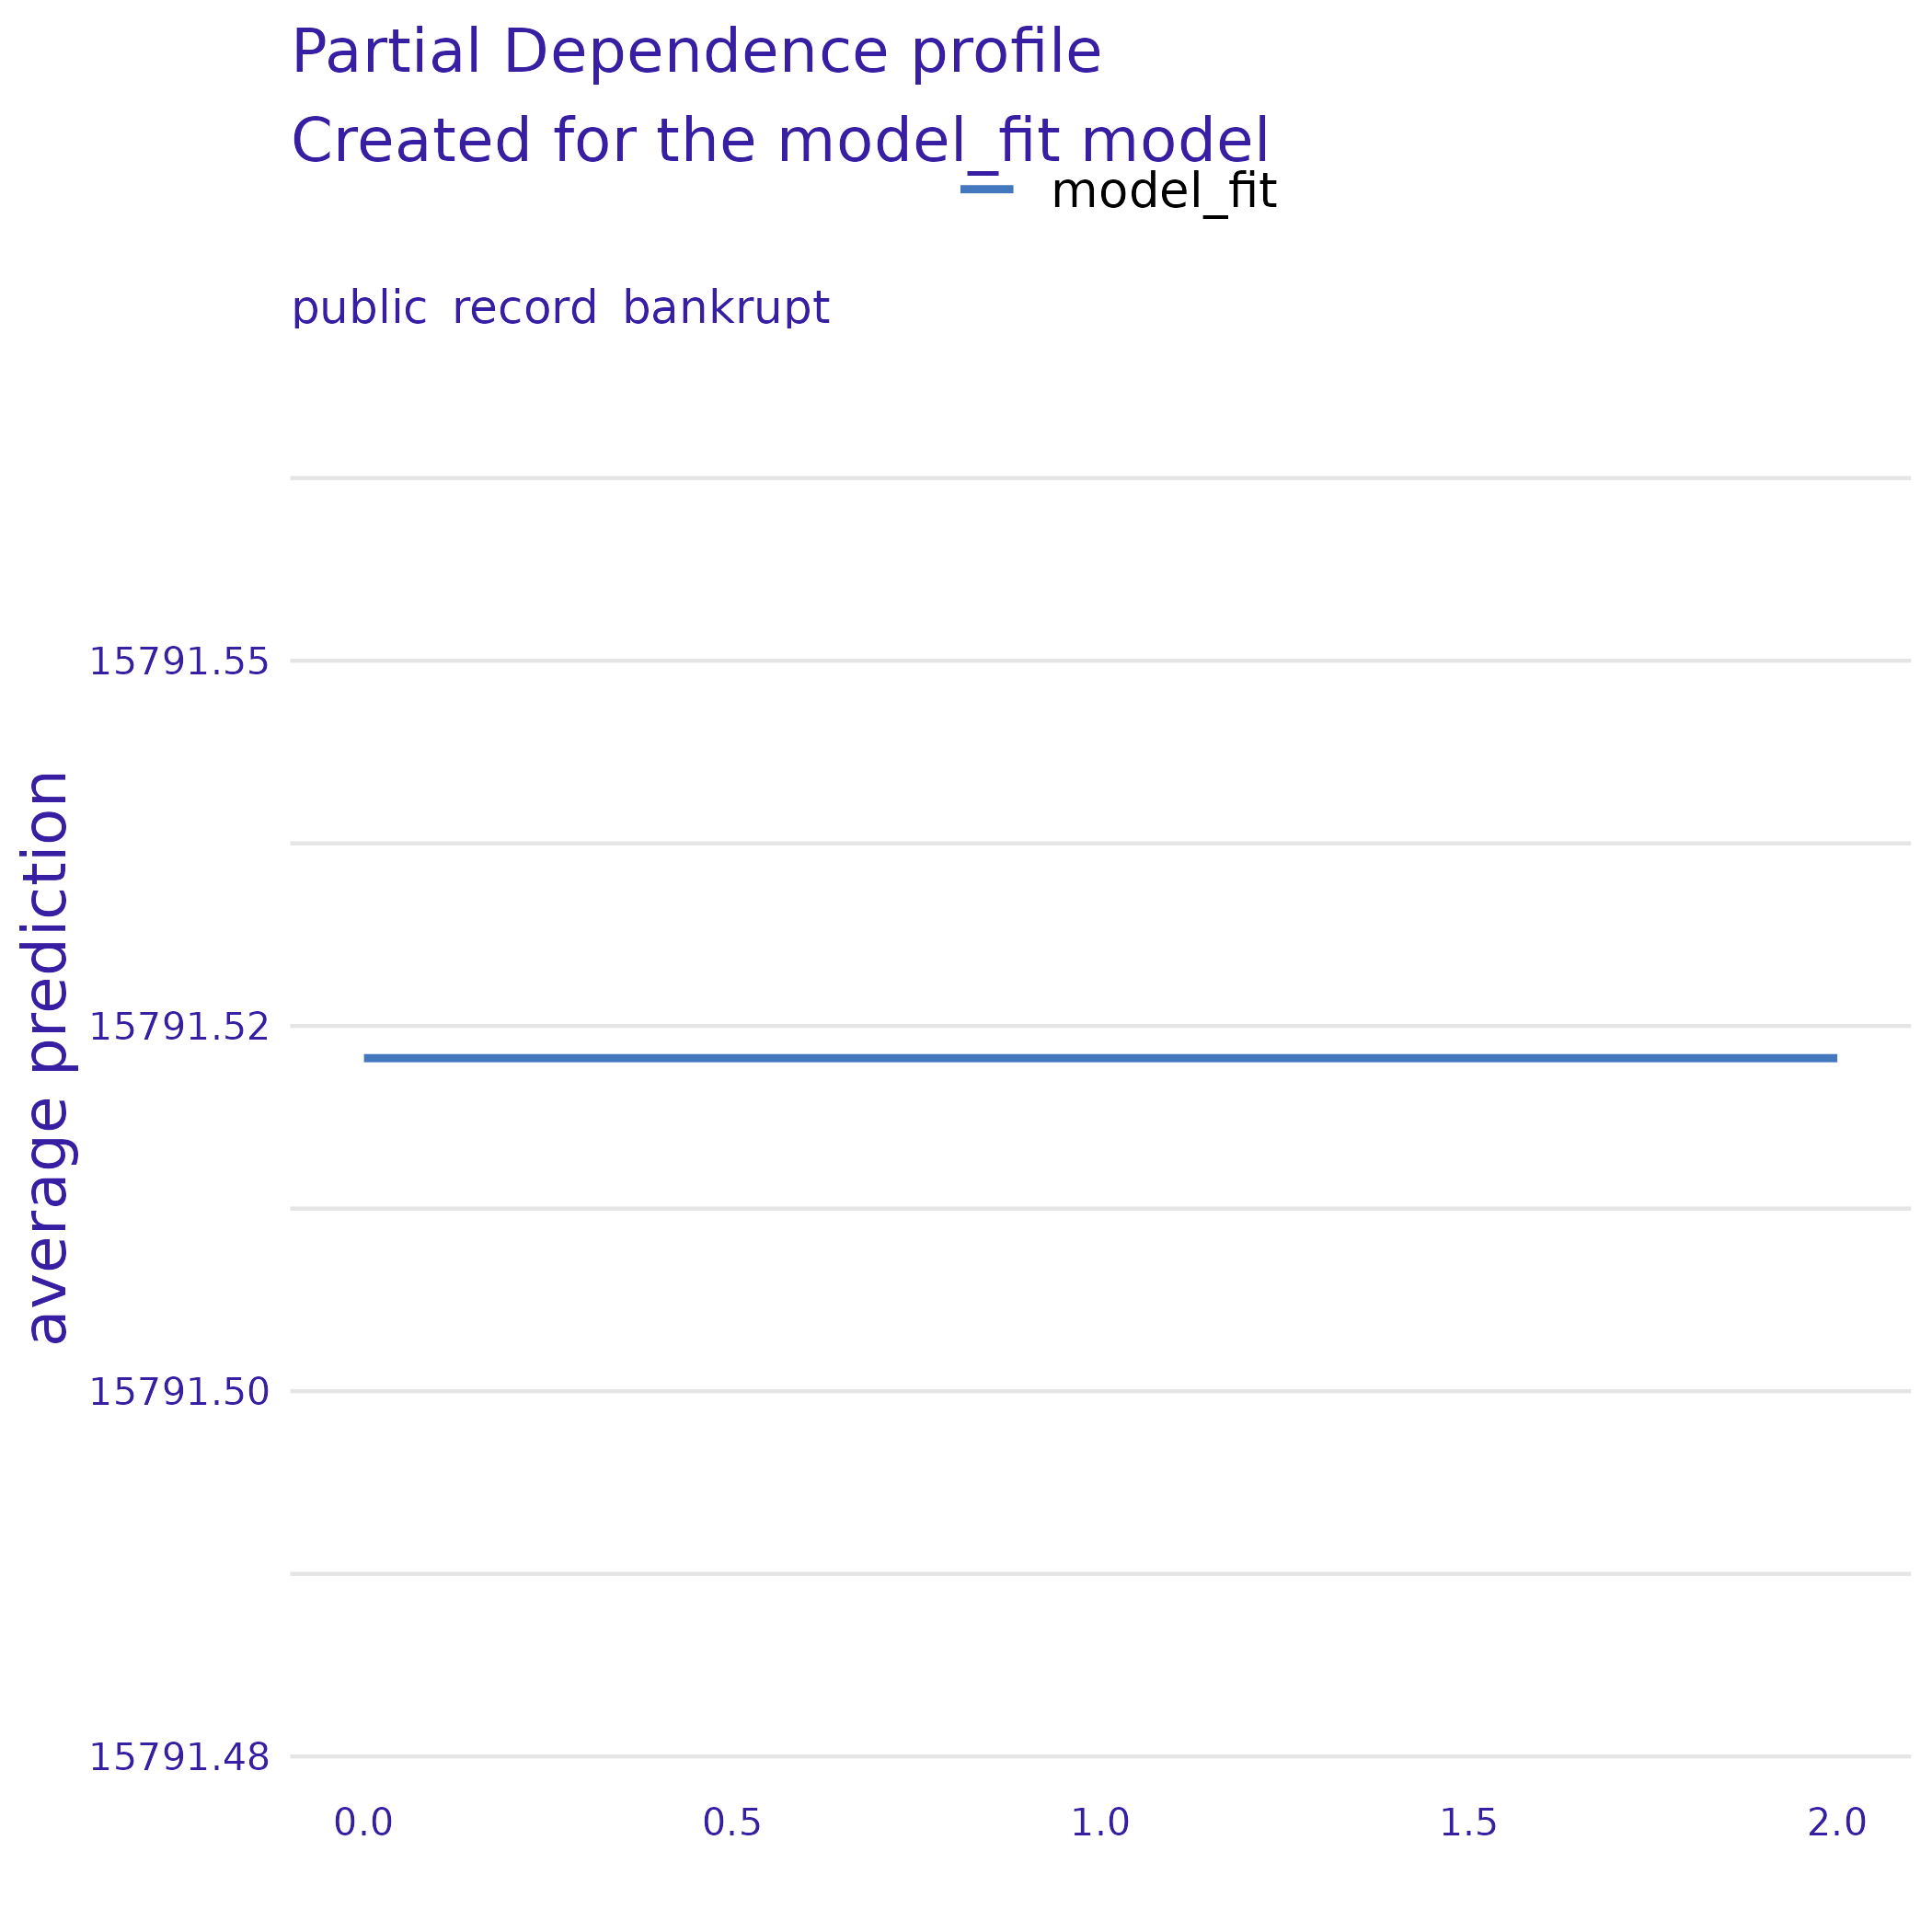 Partial Dependence profile
Created for the model_fit model
model_fit
public record bankrupt
average prediction
15791.55
15791.52
15791.50
15791.48
0.0 0.5 1.0 1.5 2.0